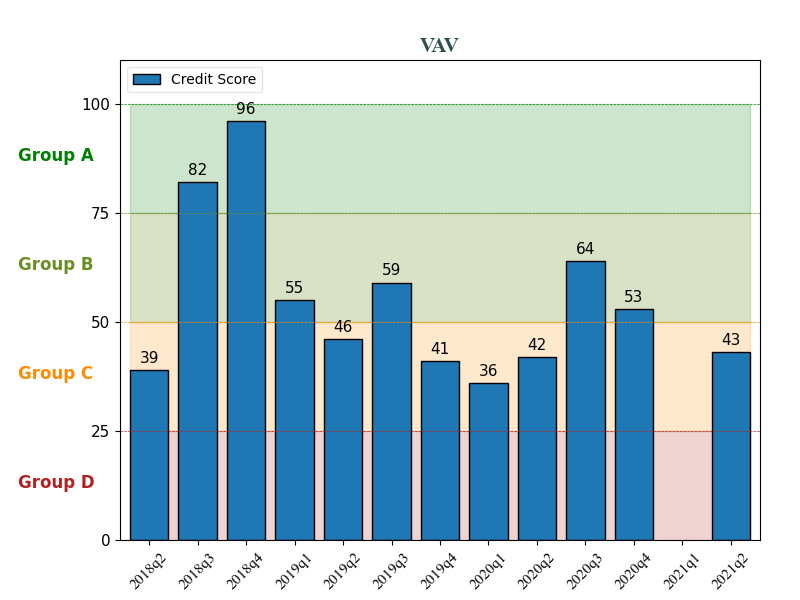 VAV
Credit Score
100
75
50
25
0
Group A
Group B
Group C
Group D
39
82
96
55
46
59
41
36
42
64
53
43
2018q2
2018q3
2018q4
2019q1
2019q2
2019q3
2019q4
2020q1
2020q2
2020q3
2020q4
2021q1
2021q2